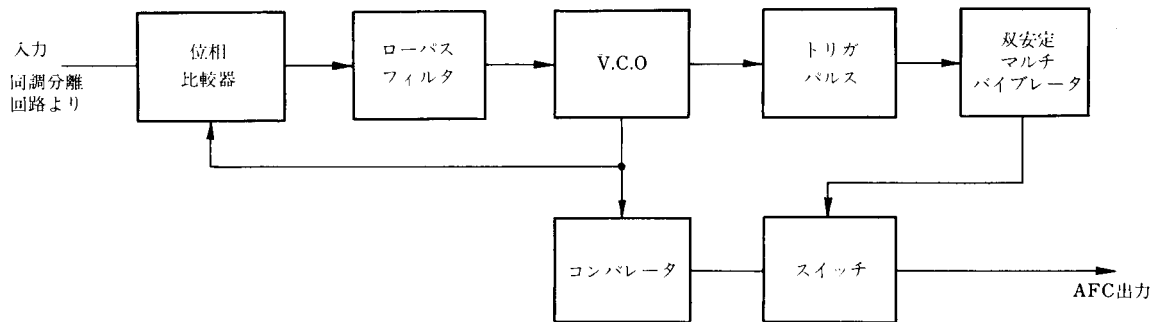 入力
同調分離
回路より
位相
比較器
ローパス
フィルタ
V.C.O
トリガ
パルス
双安定
マルチ
バイブレータ
コンパレータ
スイッチ
AFC出力